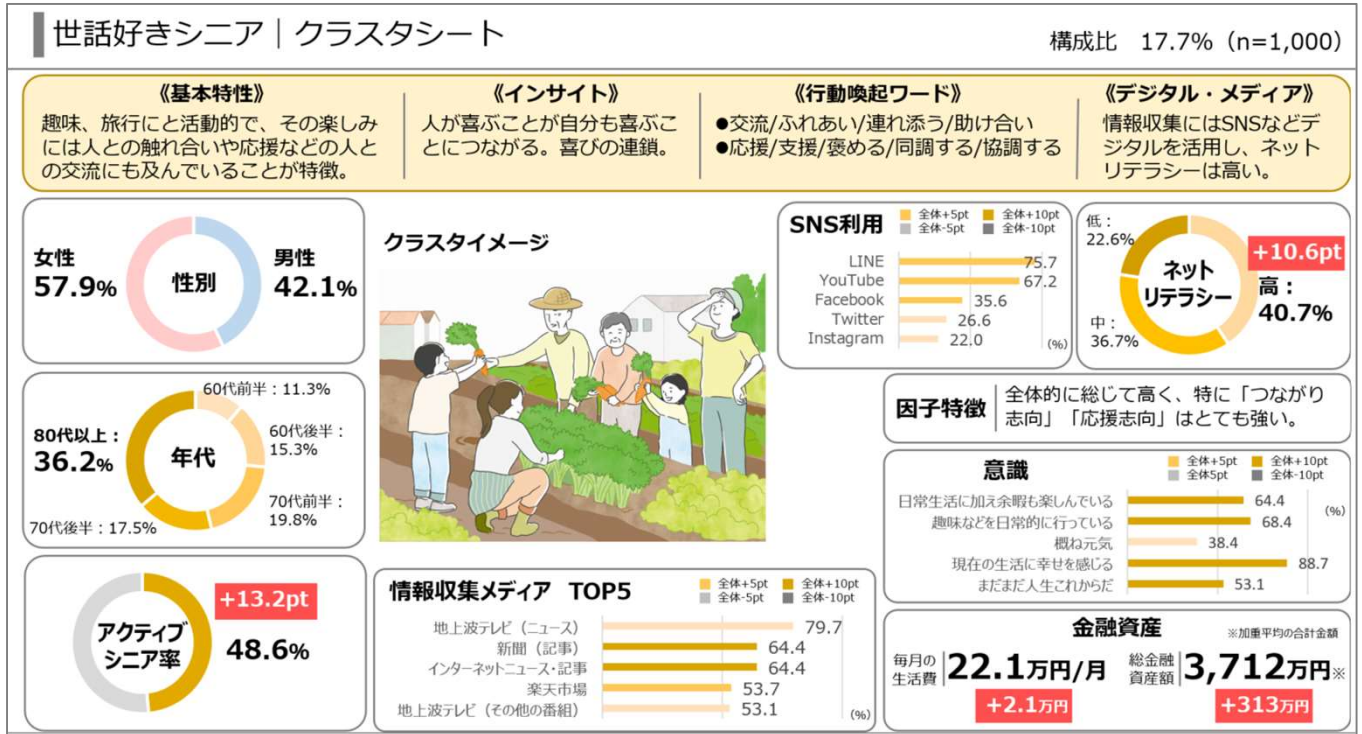 世話好きシニア｜クラスタシート
構成比 17.7%（n=1,000）
《基本特性》
趣味、旅行にと活動的で、その楽しみ
には人との触れ合いや応援などの人と
の交流にも及んでいることが特徴。
《インサイト》
人が喜ぶことが自分も喜ぶこ
とにつながる。喜びの連鎖。
《行動喚起ワード》
●交流/ふれあい/連れ添う/助け合い
●応援/支援/褒める/同調する/協調する
《デジタル・メディア》
情報収集にはSNSなどデ
ジタルを活用し、ネット
リテラシーは高い。
女性
57.9%
性別
男性
42.1%
60代前半：11.3%
60代後半：
15.3%
70代前半：
19.8%
70代後半：17.5%
80代以上：
36.2%
年代
アクティブ
シニア率
+13.2pt
48.6%
クラスタイメージ
情報収集メディア TOP5
全体+5pt 全体+10pt
全体-5pt 全体-10pt
地上波テレビ（ニュース） 79.7
新聞（記事） 64.4
インターネットニュース・記事 64.4
楽天市場 53.7
地上波テレビ（その他の番組） 53.1
(%)
SNS利用
全体+5pt 全体+10pt
全体-5pt 全体-10pt
LINE 75.7
YouTube 67.2
Facebook 35.6
Twitter 26.6
Instagram 22.0
(%)
低：
22.6%
中：
36.7%
ネット
リテラシー
+10.6pt
高：
40.7%
因子特徴
全体的に総じて高く、特に「つながり
志向」「応援志向」はとても強い。
意識
全体+5pt 全体+10pt
全体5pt 全体-10pt
日常生活に加え余暇も楽しんでいる 64.4
趣味などを日常的に行っている 68.4
概ね元気 38.4
現在の生活に幸せを感じる 88.7
まだまだ人生これからだ 53.1
(%)
金融資産
※加重平均の合計金額
毎月の
生活費
22.1万円/月
+2.1万円
総金融
資産額
3,712万円※
+313万円